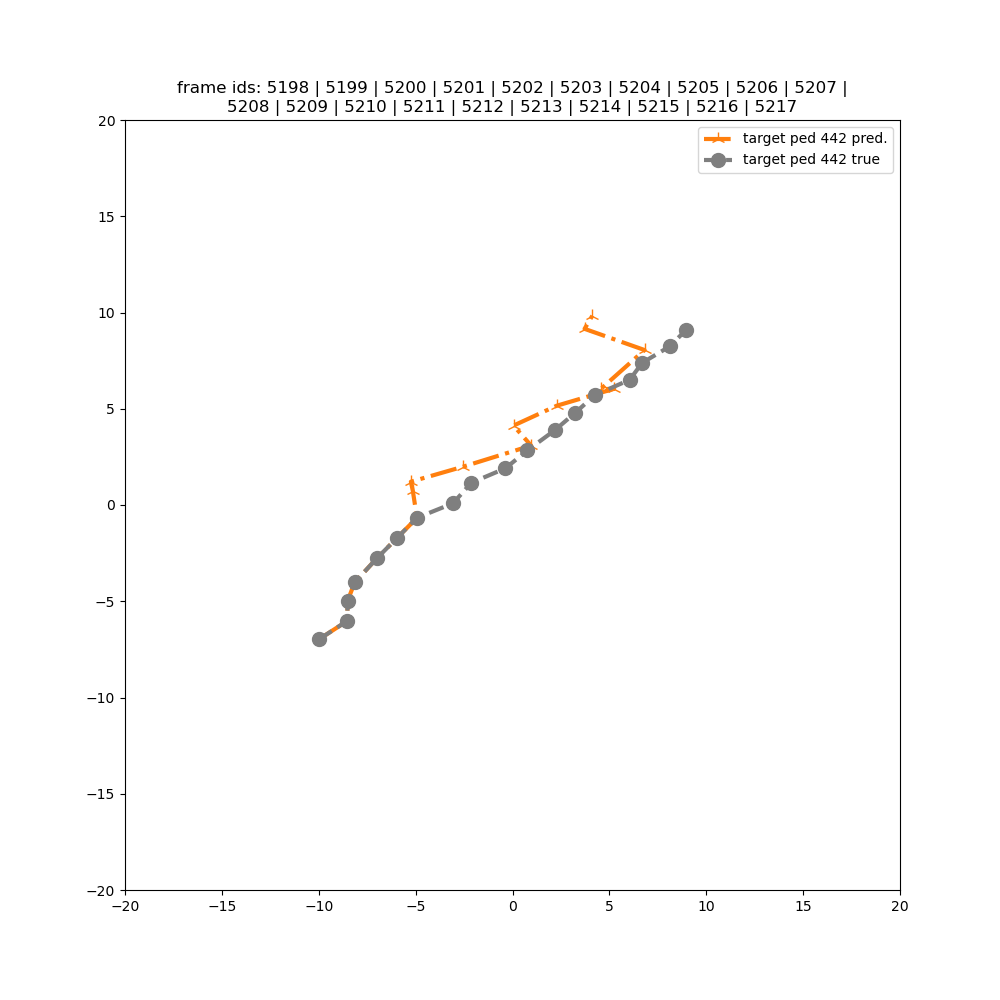 frame ids: 5198 | 5199 | 5200 | 5201 | 5202 | 5203 | 5204 | 5205 | 5206 | 5207 |
5208 | 5209 | 5210 | 5211 | 5212 | 5213 | 5214 | 5215 | 5216 | 5217
target ped 442 pred.
target ped 442 true
20
15
10
5
0
−5
−10
−15
−20
−20 −15 −10 −5 0 5 10 15 20